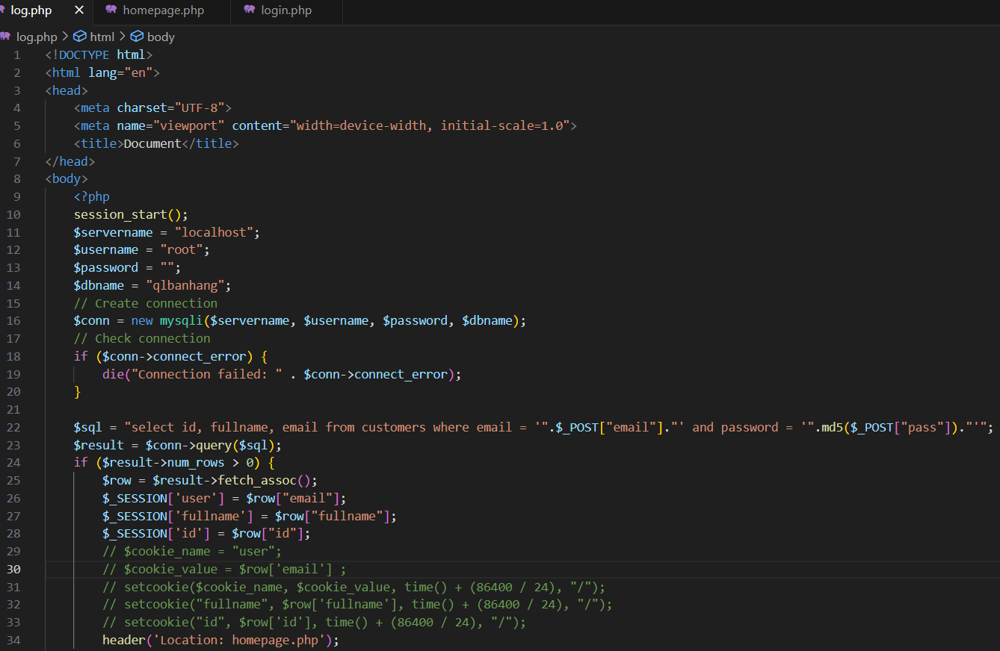 log.php × homepage.php login.php
log.php > html > body
1 <!DOCTYPE html>
2 <html lang="en">
3 <head>
4 <meta charset="UTF-8">
5 <meta name="viewport" content="width=device-width, initial-scale=1.0">
6 <title>Document</title>
7 </head>
8 <body>
9 <?php
10 session_start();
11 $servername = "localhost";
12 $username = "root";
13 $password = "";
14 $dbname = "qlbanhang";
15 // Create connection
16 $conn = new mysqli($servername, $username, $password, $dbname);
17 // Check connection
18 if ($conn->connect_error) {
19 die("Connection failed: " . $conn->connect_error);
20 }
21
22 $sql = "select id, fullname, email from customers where email = '".$_POST["email"]."' and password = '".md5($_POST["pass"])."'";
23 $result = $conn->query($sql);
24 if ($result->num_rows > 0) {
25 $row = $result->fetch_assoc();
26 $_SESSION['user'] = $row["email"];
27 $_SESSION['fullname'] = $row["fullname"];
28 $_SESSION['id'] = $row["id"];
29 // $cookie_name = "user";
30 // $cookie_value = $row['email'] ;
31 // setcookie($cookie_name, $cookie_value, time() + (86400 / 24), "/");
32 // setcookie("fullname", $row['fullname'], time() + (86400 / 24), "/");
33 // setcookie("id", $row['id'], time() + (86400 / 24), "/");
34 header('Location: homepage.php');